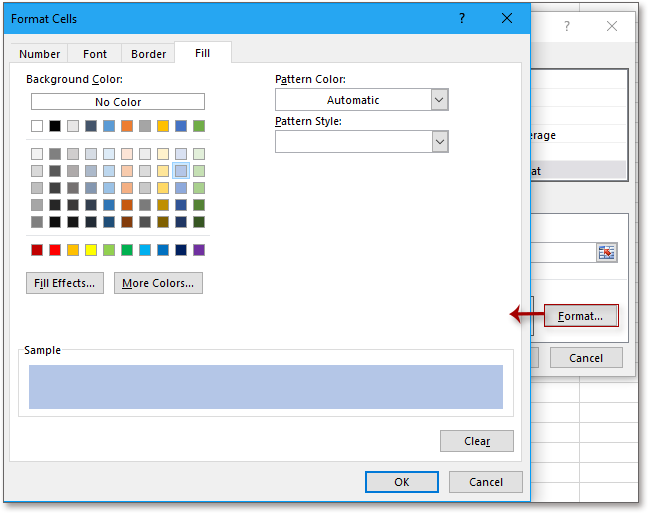 Format Cells
?
?
Number
Font
Border
Fill
Background Color:
No Color
Pattern Color:
Automatic
Pattern Style:
erage
at
Fill Effects...
More Colors...
Format...
Sample
Cancel
Clear
OK
Cancel